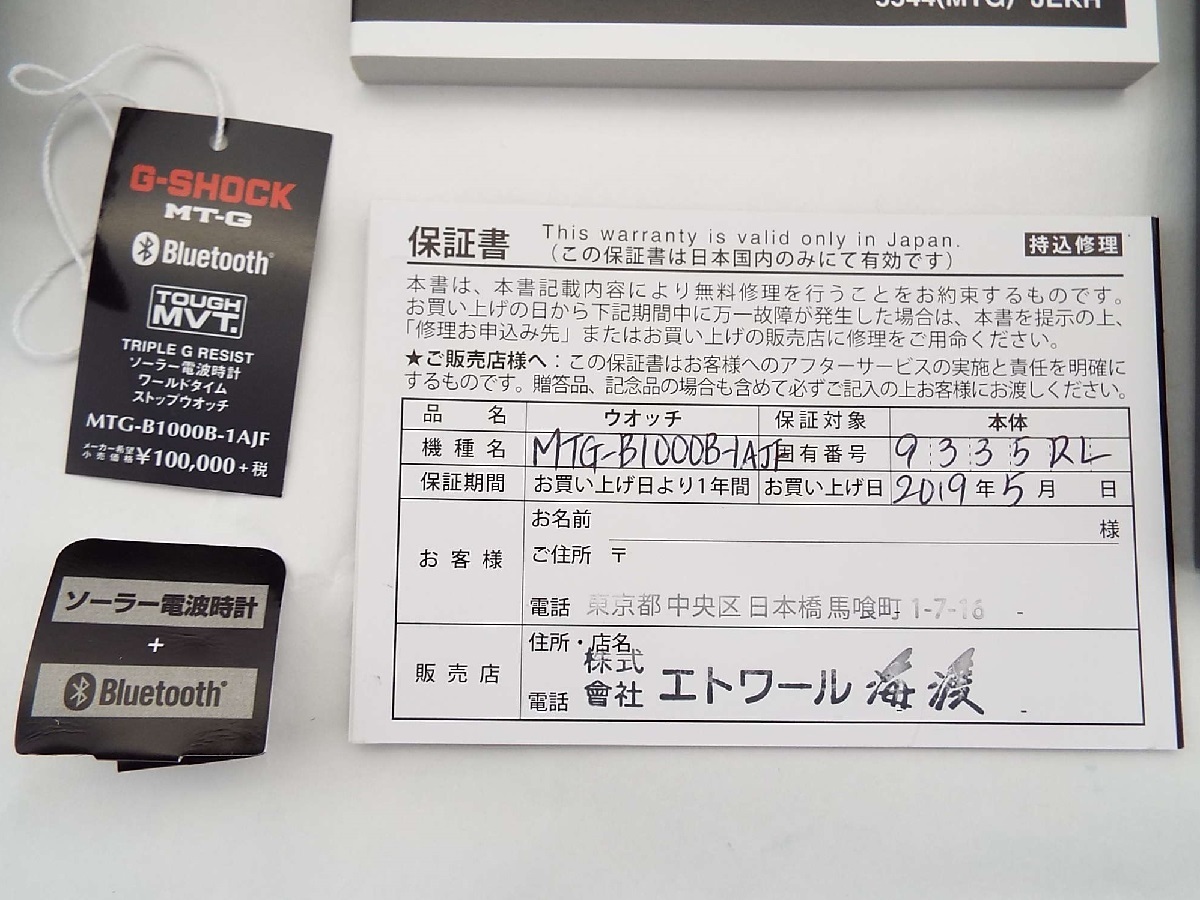 G-SHOCK
MT-G
Bluetooth
TOUGH
MVT.
TRIPLE G RESIST
ソーラー電波時計
ワールドタイム
ストップウオッチ
MTG-B1000B-1AJF
メーカー希望
小売価格 ¥100,000+税
ソーラー電波時計
+
Bluetooth
保証書 This warranty is valid only in Japan.
(この保証書は日本国内のみにて有効です)
持込修理
本書は、本書記載内容により無料修理を行うことをお約束するものです。
お買い上げの日から下記期間中に万一故障が発生した場合は、本書を提示の上、
「修理お申込み先」またはお買い上げの販売店に修理をご用命ください。
★ご販売店様へ：この保証書はお客様へのアフターサービスの実施と責任を明確に
するものです。贈答品、記念品の場合も含めて必ずご記入の上お客様にお渡しください。
品名 ウオッチ 保証対象 本体
機種名 MTG-B1000B-1AJF 固有番号 9335RL
保証期間 お買い上げ日より1年間 お買い上げ日 2019年5月 日
お客様
お名前 様
ご住所 〒
電話 東京都中央区日本橋馬喰町1-7-16 -
販売店
住所・店名
株式
會社 エトワール海渡
電話 - -